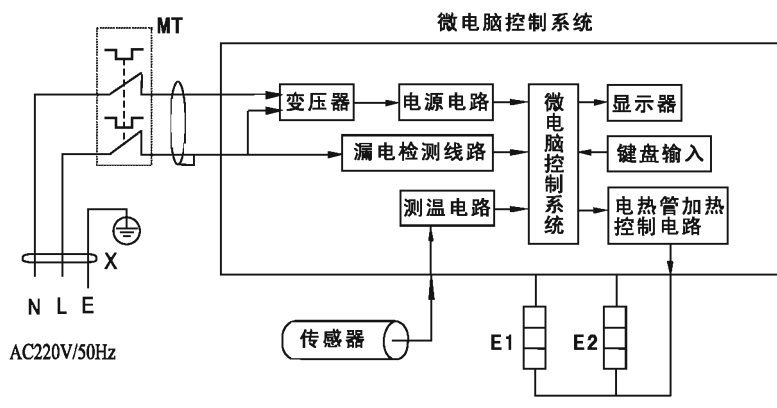 微电脑控制系统
MT
变压器
电源电路
微电脑控制系统
显示器
漏电检测线路
键盘输入
测温电路
电热管加热
控制电路
X
N L E
AC220V/50Hz
传感器
E1
E2